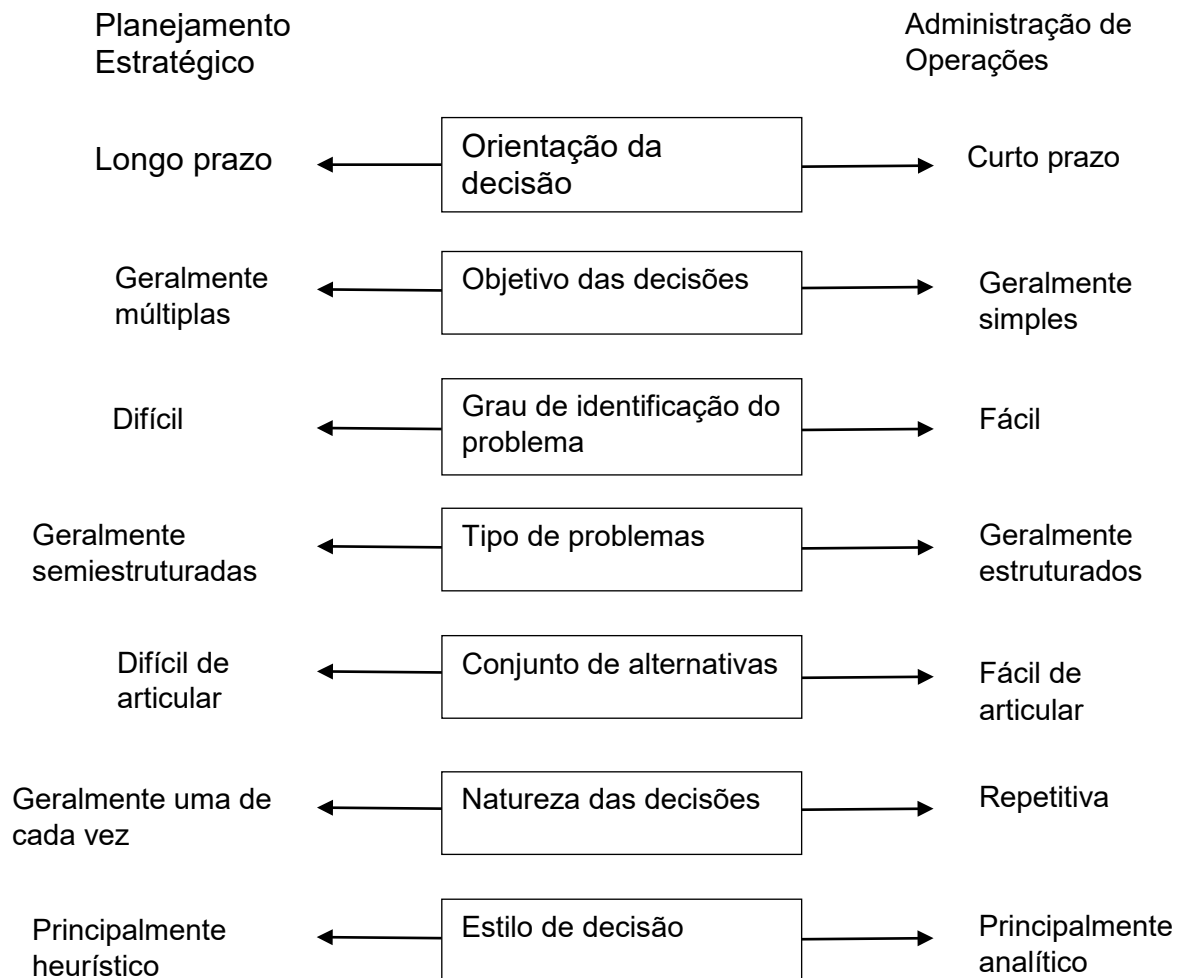 Planejamento
Estratégico
Administração de
Operações
Longo prazo
Orientação da
decisão
Curto prazo
Geralmente
múltiplas
Objetivo das decisões
Geralmente
simples
Difícil
Grau de identificação do
problema
Fácil
Geralmente
semiestruturadas
Tipo de problemas
Geralmente
estruturados
Difícil de
articular
Conjunto de alternativas
Fácil de
articular
Geralmente uma de
cada vez
Natureza das decisões
Repetitiva
Principalmente
heurístico
Estilo de decisão
Principalmente
analítico